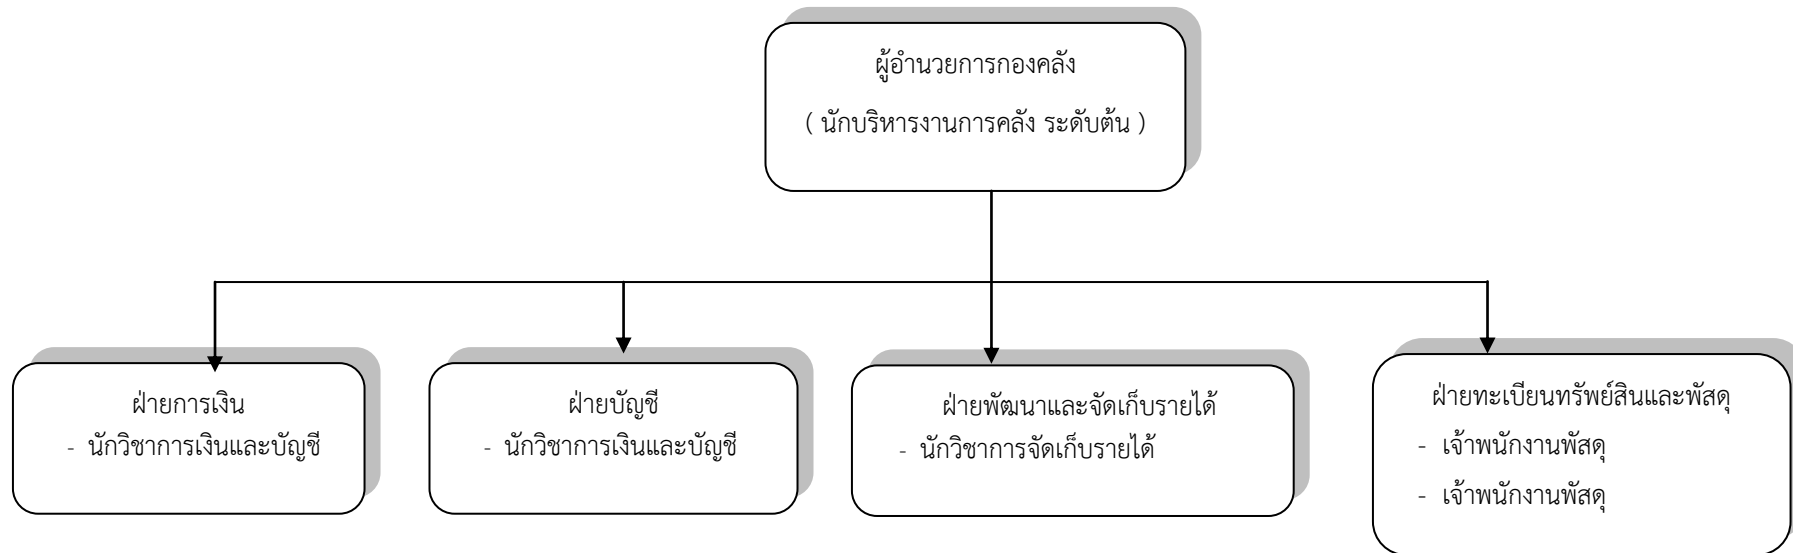 ผู้อำนวยการกองคลัง
( นักบริหารงานการคลัง ระดับต้น )
ฝ่ายการเงิน
- นักวิชาการเงินและบัญชี
ฝ่ายบัญชี
- นักวิชาการเงินและบัญชี
ฝ่ายพัฒนาและจัดเก็บรายได้
- นักวิชาการจัดเก็บรายได้
ฝ่ายทะเบียนทรัพย์สินและพัสดุ
- เจ้าพนักงานพัสดุ
- เจ้าพนักงานพัสดุ